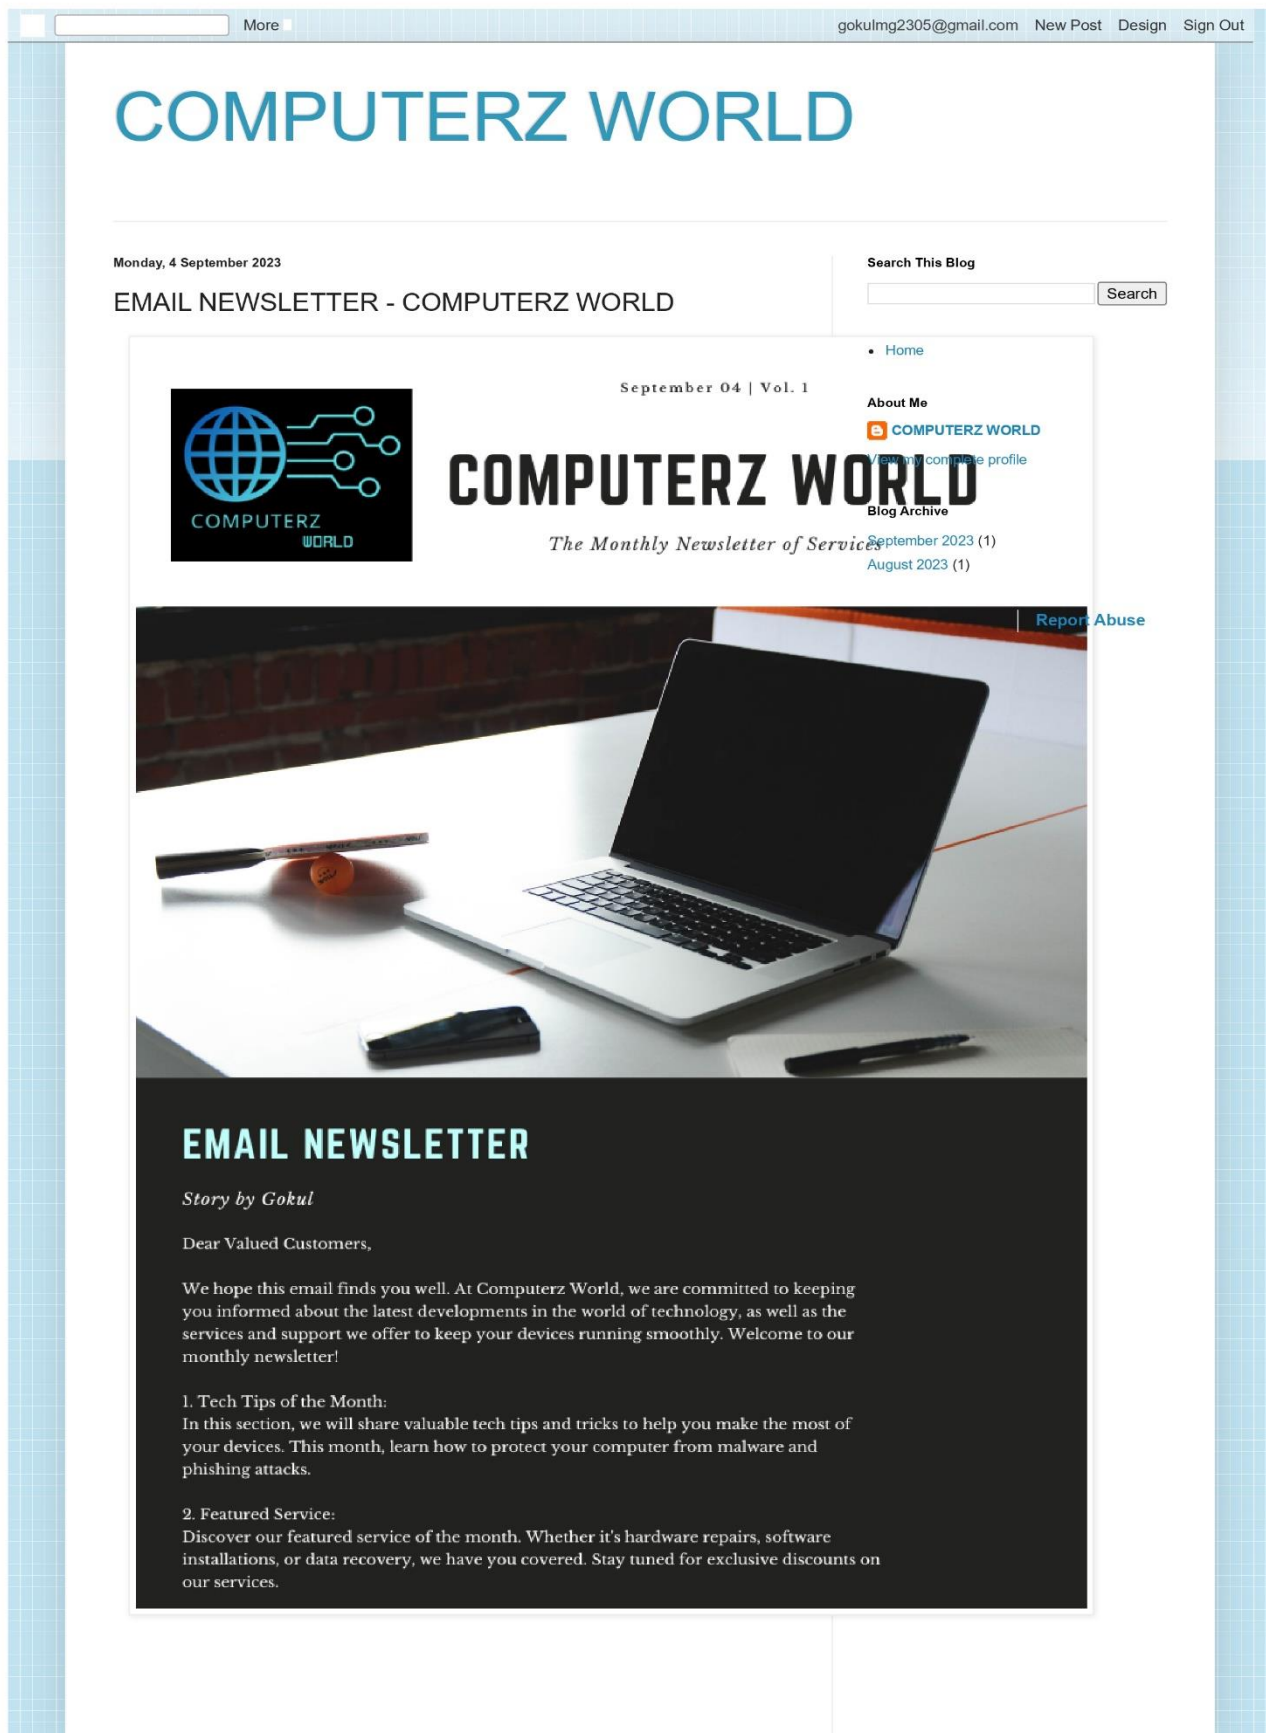 More
gokulmg2305@gmail.com New Post Design Sign Out
COMPUTERZ WORLD
Monday, 4 September 2023
EMAIL NEWSLETTER - COMPUTERZ WORLD
September 04 | Vol. 1
COMPUTERZ
WORLD
COMPUTERZ WORLD
The Monthly Newsletter of Services
Search This Blog
Search
Home
About Me
COMPUTERZ WORLD
View my complete profile
Blog Archive
September 2023 (1)
August 2023 (1)
Report Abuse
EMAIL NEWSLETTER
Story by Gokul
Dear Valued Customers,
We hope this email finds you well. At Computerz World, we are committed to keeping
you informed about the latest developments in the world of technology, as well as the
services and support we offer to keep your devices running smoothly. Welcome to our
monthly newsletter!
1. Tech Tips of the Month:
In this section, we will share valuable tech tips and tricks to help you make the most of
your devices. This month, learn how to protect your computer from malware and
phishing attacks.
2. Featured Service:
Discover our featured service of the month. Whether it's hardware repairs, software
installations, or data recovery, we have you covered. Stay tuned for exclusive discounts on
our services.